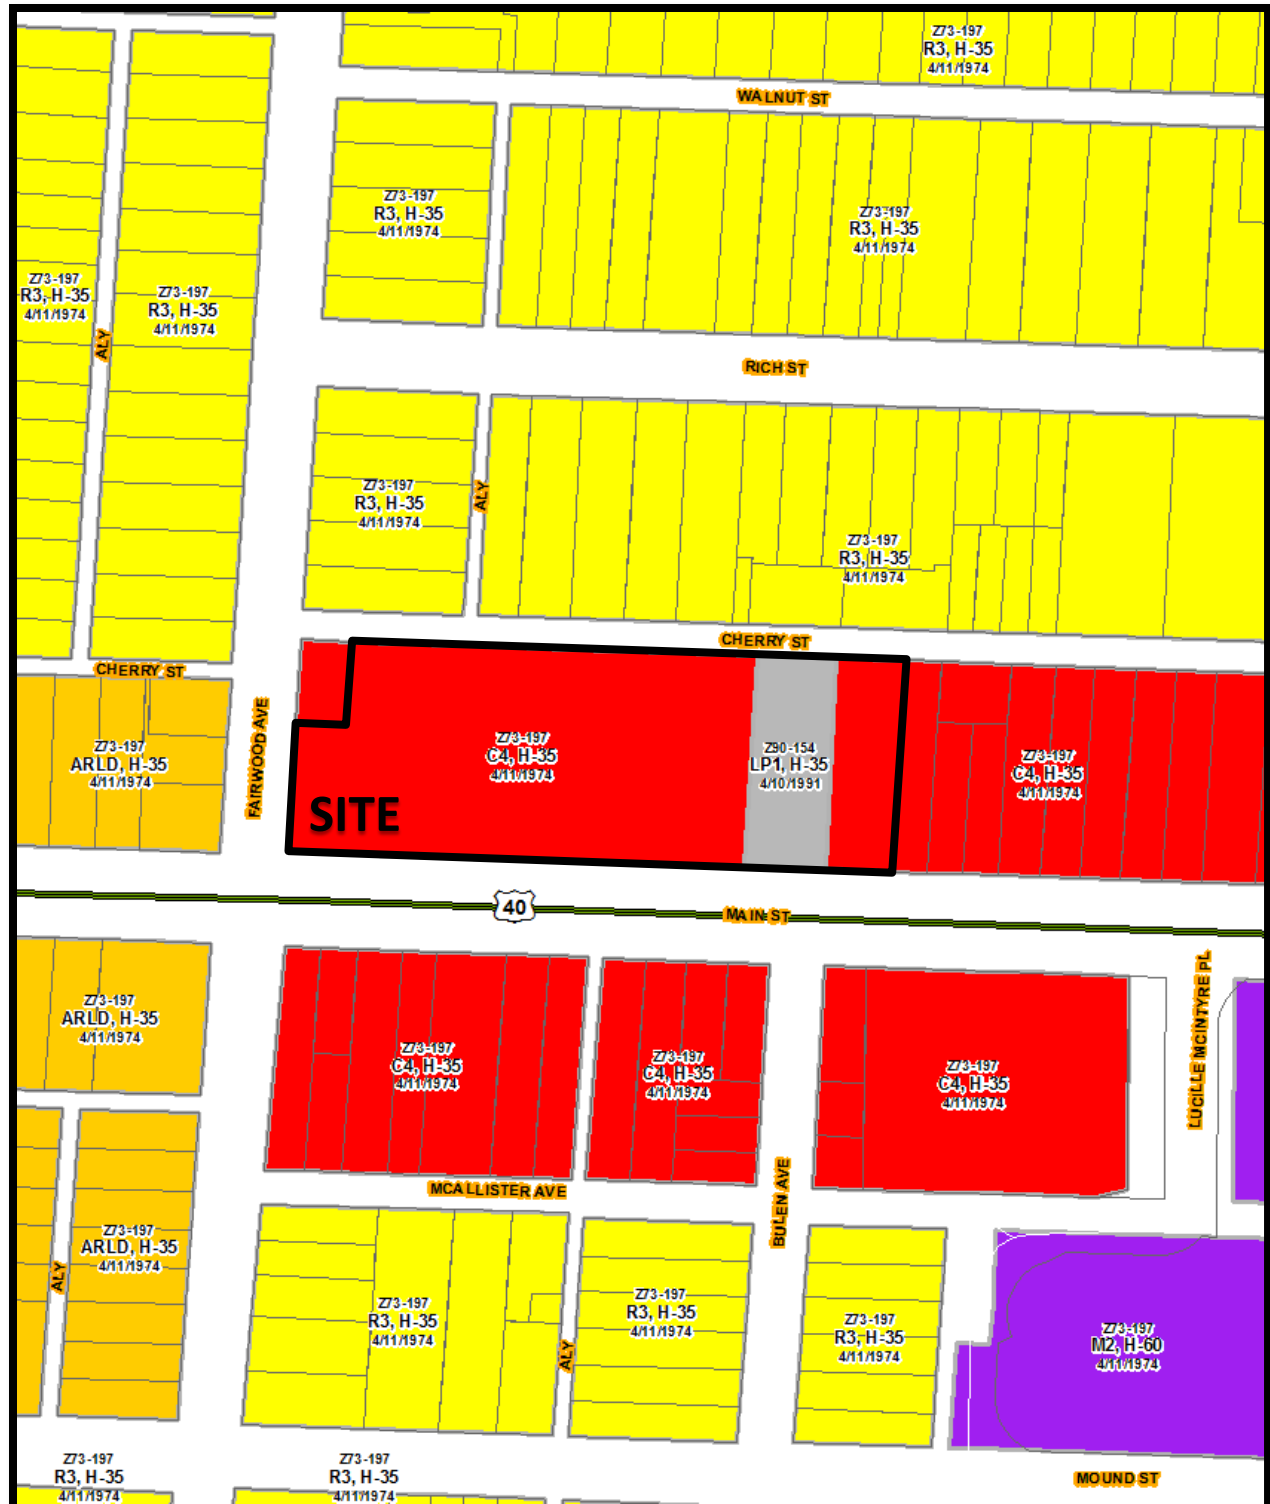 Z73-197
R3, H-35
4/11/1974
WALNUT ST
Z73-197
R3, H-35
4/11/1974
Z73-197
R3, H-35
4/11/1974
Z73-197
R3, H-35
4/11/1974
Z73-197
R3, H-35
4/11/1974
ALY
RICH ST
Z73-197
R3, H-35
4/11/1974
ALY
Z73-197
R3, H-35
4/11/1974
CHERRY ST
CHERRY ST
Z73-197
ARLD, H-35
4/11/1974
FAIRWOOD AVE
Z73-197
C4, H-35
4/11/1974
Z90-154
LP1, H-35
4/10/1991
Z73-197
C4, H-35
4/11/1974
SITE
40
MAIN ST
LUCILLE MCINTYRE PL
Z73-197
ARLD, H-35
4/11/1974
Z73-197
C4, H-35
4/11/1974
Z73-197
C4, H-35
4/11/1974
Z73-197
C4, H-35
4/11/1974
MCALLISTER AVE
BULEN AVE
Z73-197
ARLD, H-35
4/11/1974
ALY
Z73-197
R3, H-35
4/11/1974
ALY
Z73-197
R3, H-35
4/11/1974
Z73-197
R3, H-35
4/11/1974
Z73-197
M2, H-60
4/11/1974
Z73-197
R3, H-35
4/11/1974
Z73-197
R3, H-35
4/11/1974
MOUND ST